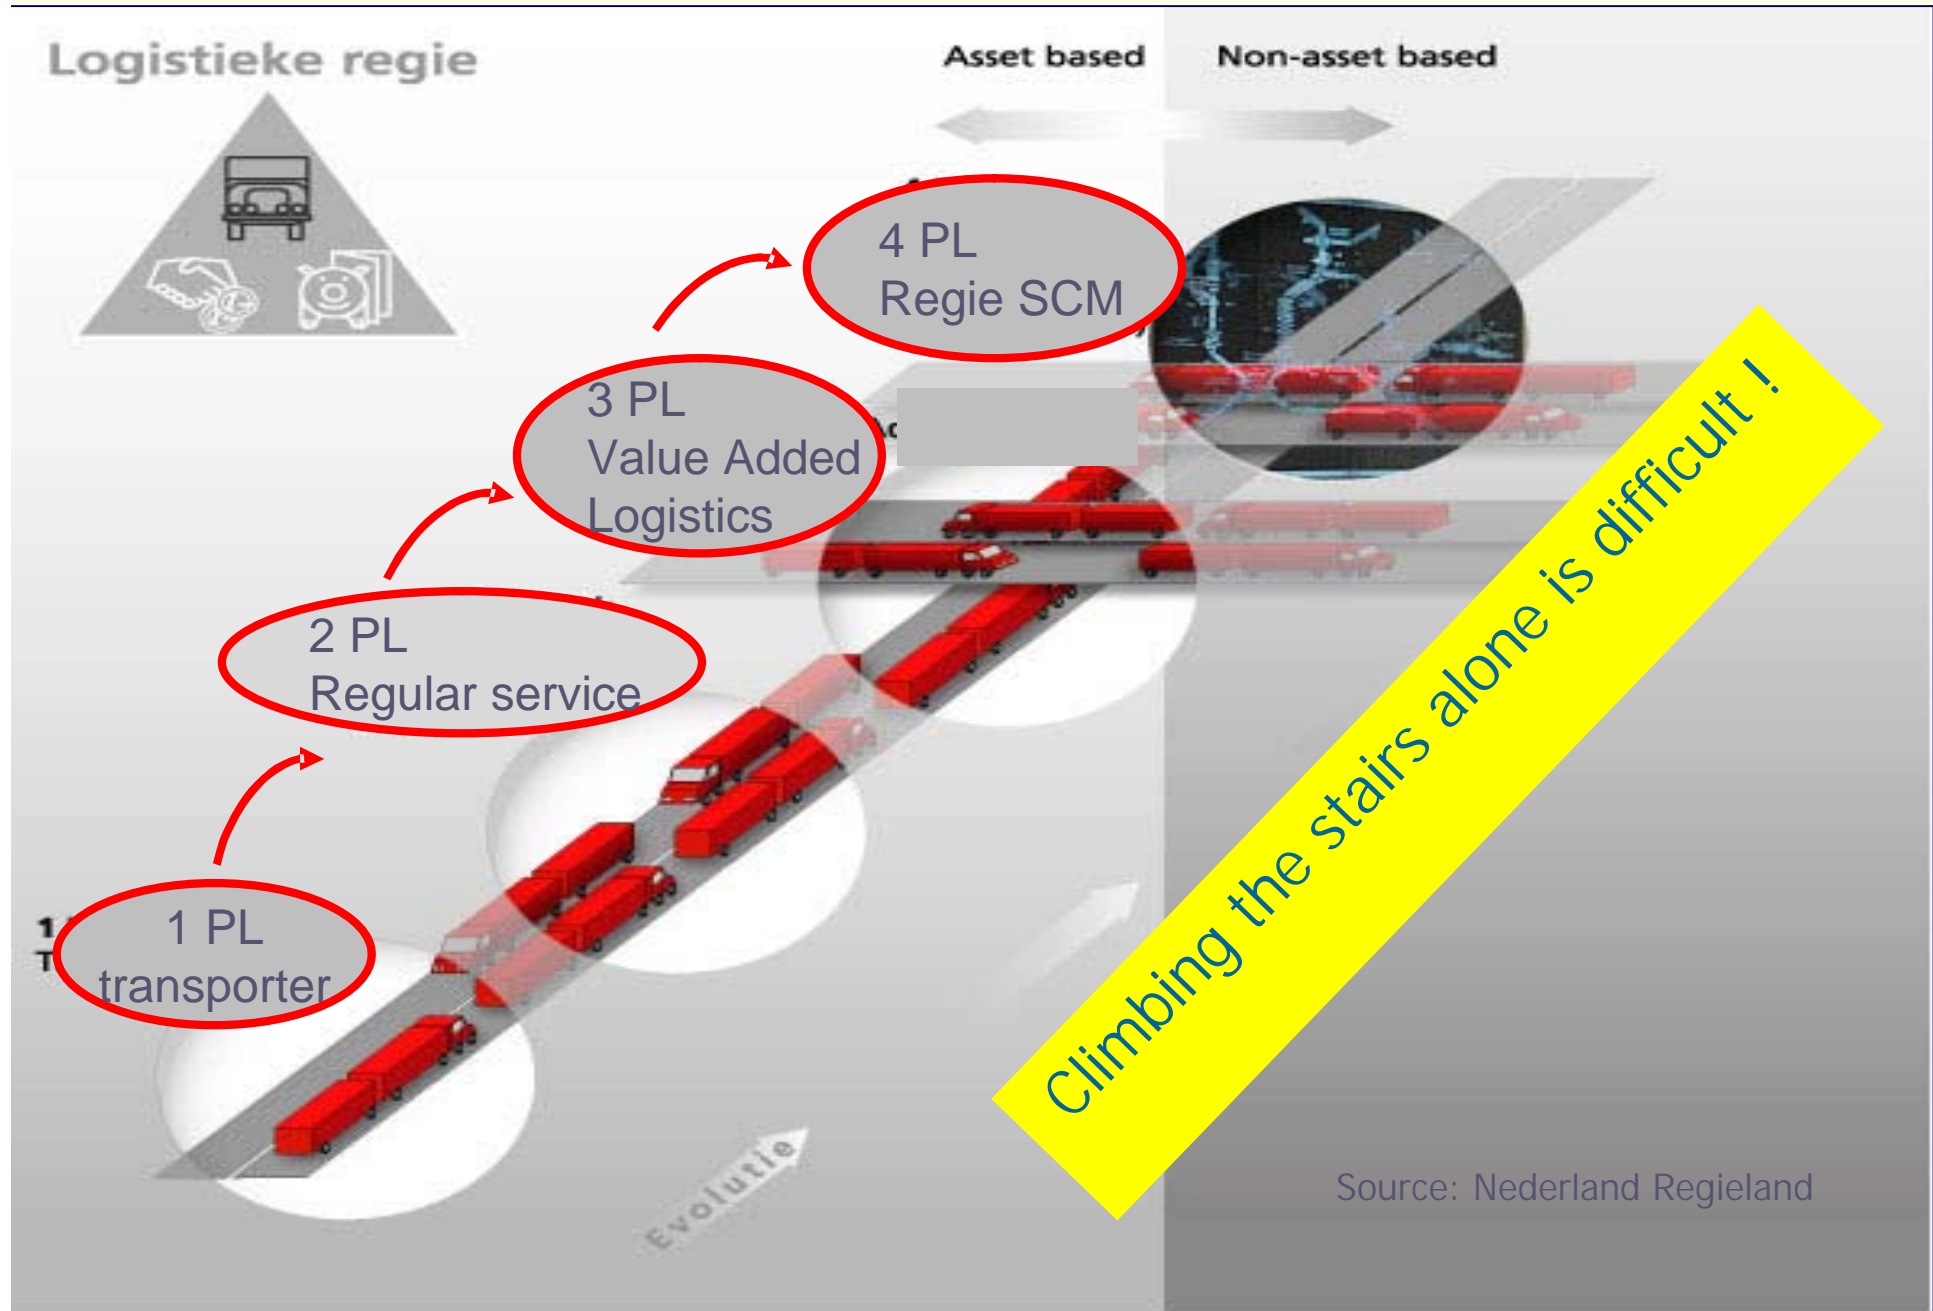 Logistieke regie
Asset based
Non-asset based
4 PL
Regie SCM
3 PL
Value Added
Logistics
2 PL
Regular service
1 PL
transporter
Climbing the stairs alone is difficult !
Evolutie
Source: Nederland Regieland